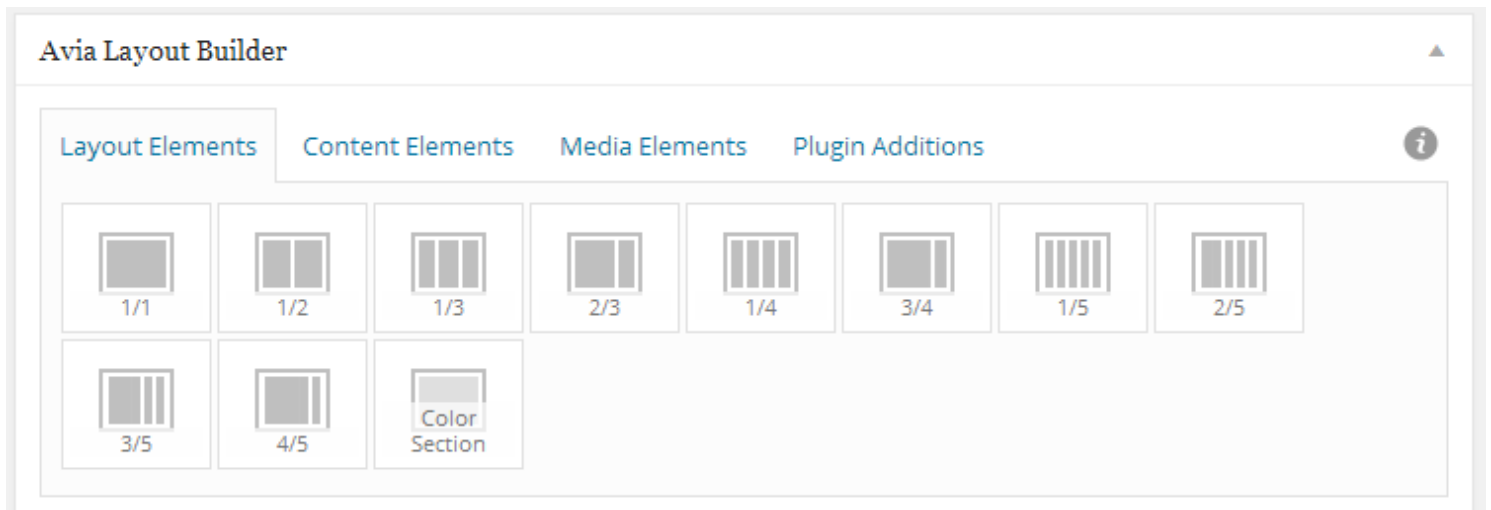 Avia Layout Builder
Layout Elements Content Elements Media Elements Plugin Additions
1/1 1/2 1/3 2/3 1/4 3/4 1/5 2/5
3/5 4/5 Color Section